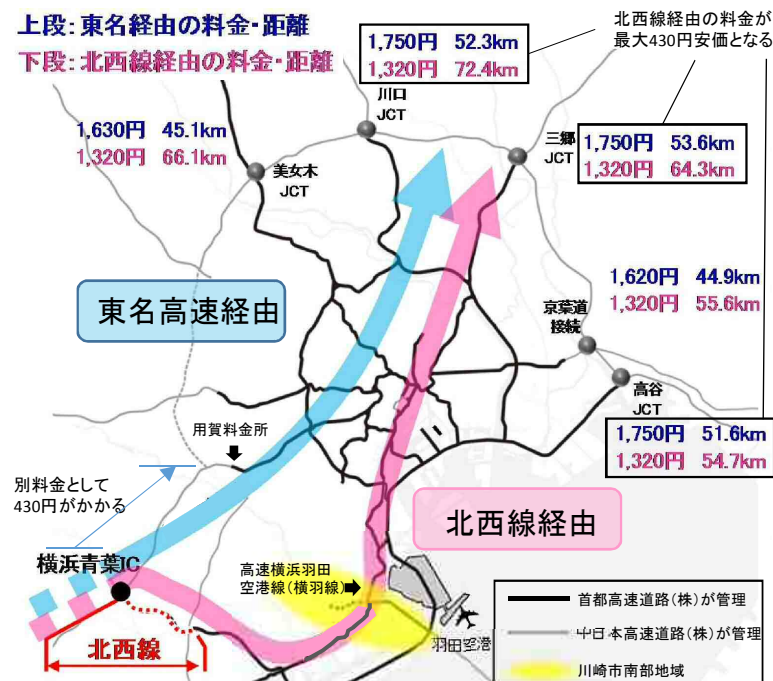 上段：東名経由の料金・距離
下段：北西線経由の料金・距離
北西線経由の料金が
最大430円安価となる
1,750円 52.3km
1,320円 72.4km
川口
JCT
1,630円 45.1km
1,320円 66.1km
美女木
JCT
三郷
JCT
1,750円 53.6km
1,320円 64.3km
東名高速経由
1,620円 44.9km
1,320円 55.6km
京葉道
接続
高谷
JCT
用賀料金所
1,750円 51.6km
1,320円 54.7km
別料金として
430円がかかる
北西線経由
横浜青葉IC
高速横浜羽田
空港線(横羽線)
羽田空港
北西線
首都高速道路(株)が管理
中日本高速道路(株)が管理
川崎市南部地域